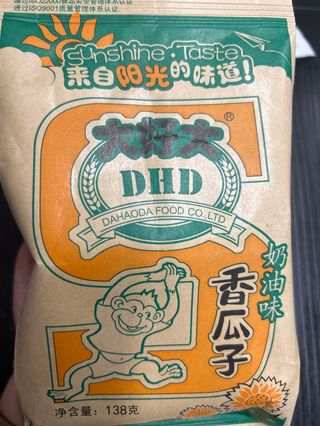 通过ISO22000食品安全管理体系认证
通过ISO9001质量管理体系认证
Sunshine Taste
来自阳光的味道!
大好大®
DHD
DAHAODA FOOD CO.,LTD
奶油味
香瓜子
净含量: 138克